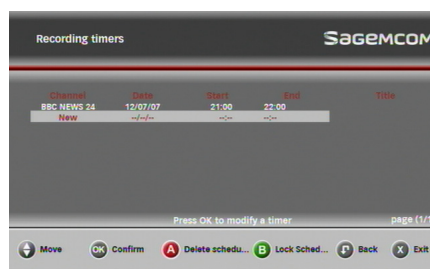 Recording timers
SAGEMCOM
Channel Date Start End Title
BBC NEWS 24 12/07/07 21:00 22:00
New --/--/-- --:-- --:--
Press OK to modify a timer page (1/1
Move OK Confirm A Delete schedu... B Lock Sched... Back X Exit